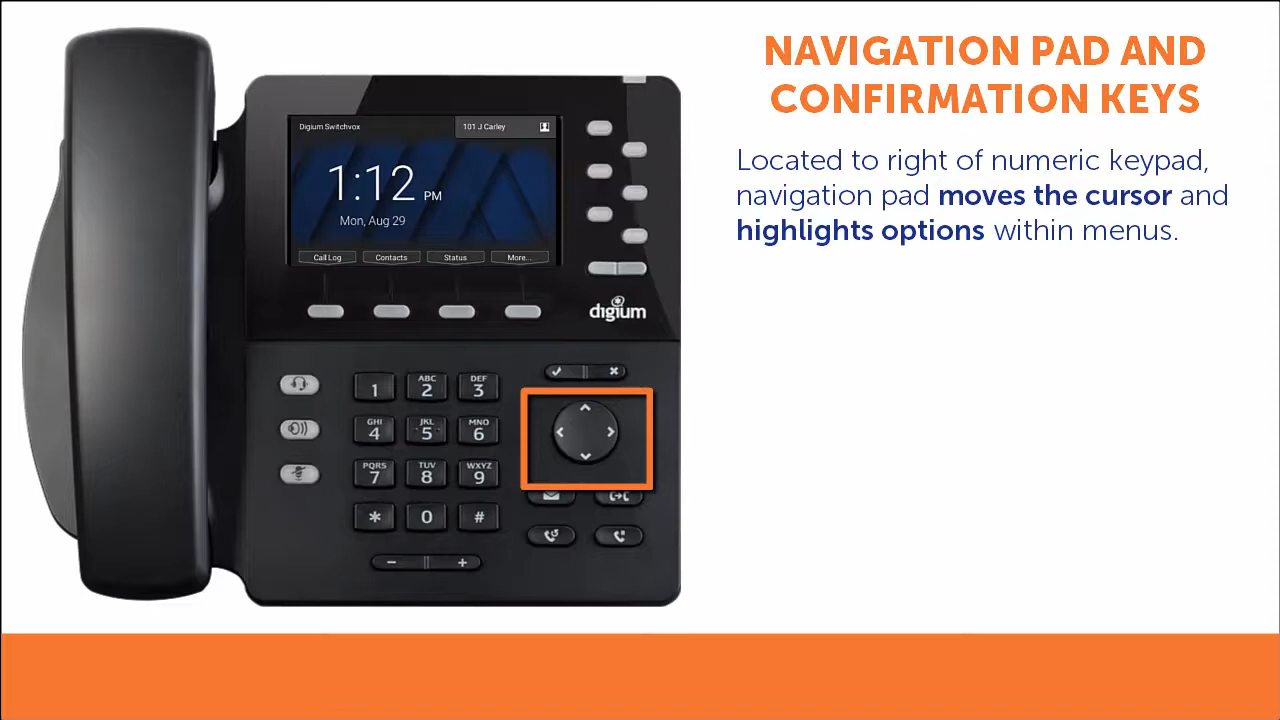 NAVIGATION PAD AND
CONFIRMATION KEYS
Located to right of numeric keypad,
navigation pad moves the cursor and
highlights options within menus.
Digium Switchvox
101 J Carley
1:12 PM
Mon, Aug 29
Call Log Contacts Status More...
digium
1 ABC 2 DEF 3
GHI 4 JKL 5 MNO 6
PQRS 7 TUV 8 WXYZ 9
* 0 #
- +